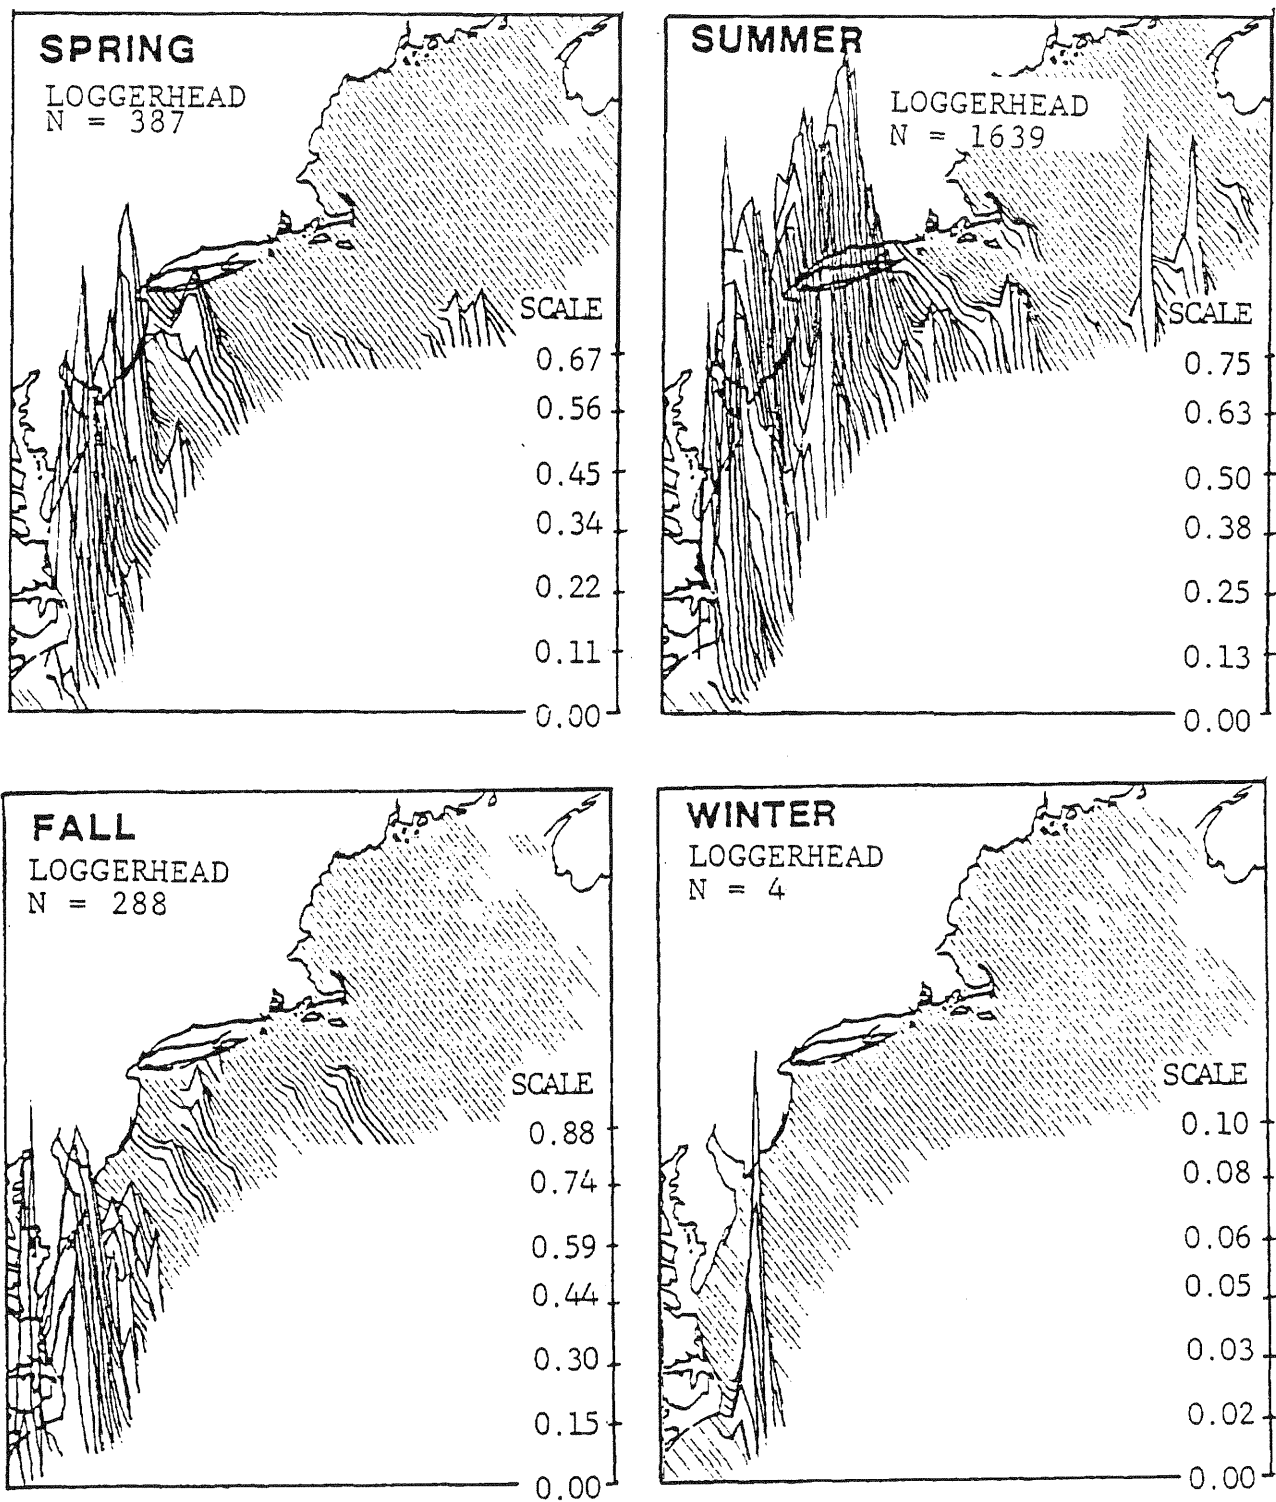 SPRING
LOGGERHEAD
N = 387
SCALE
0.67
0.56
0.45
0.34
0.22
0.11
0.00
SUMMER
LOGGERHEAD
N = 1639
SCALE
0.75
0.63
0.50
0.38
0.25
0.13
0.00
FALL
LOGGERHEAD
N = 288
SCALE
0.88
0.74
0.59
0.44
0.30
0.15
0.00
WINTER
LOGGERHEAD
N = 4
SCALE
0.10
0.08
0.06
0.05
0.03
0.02
0.00